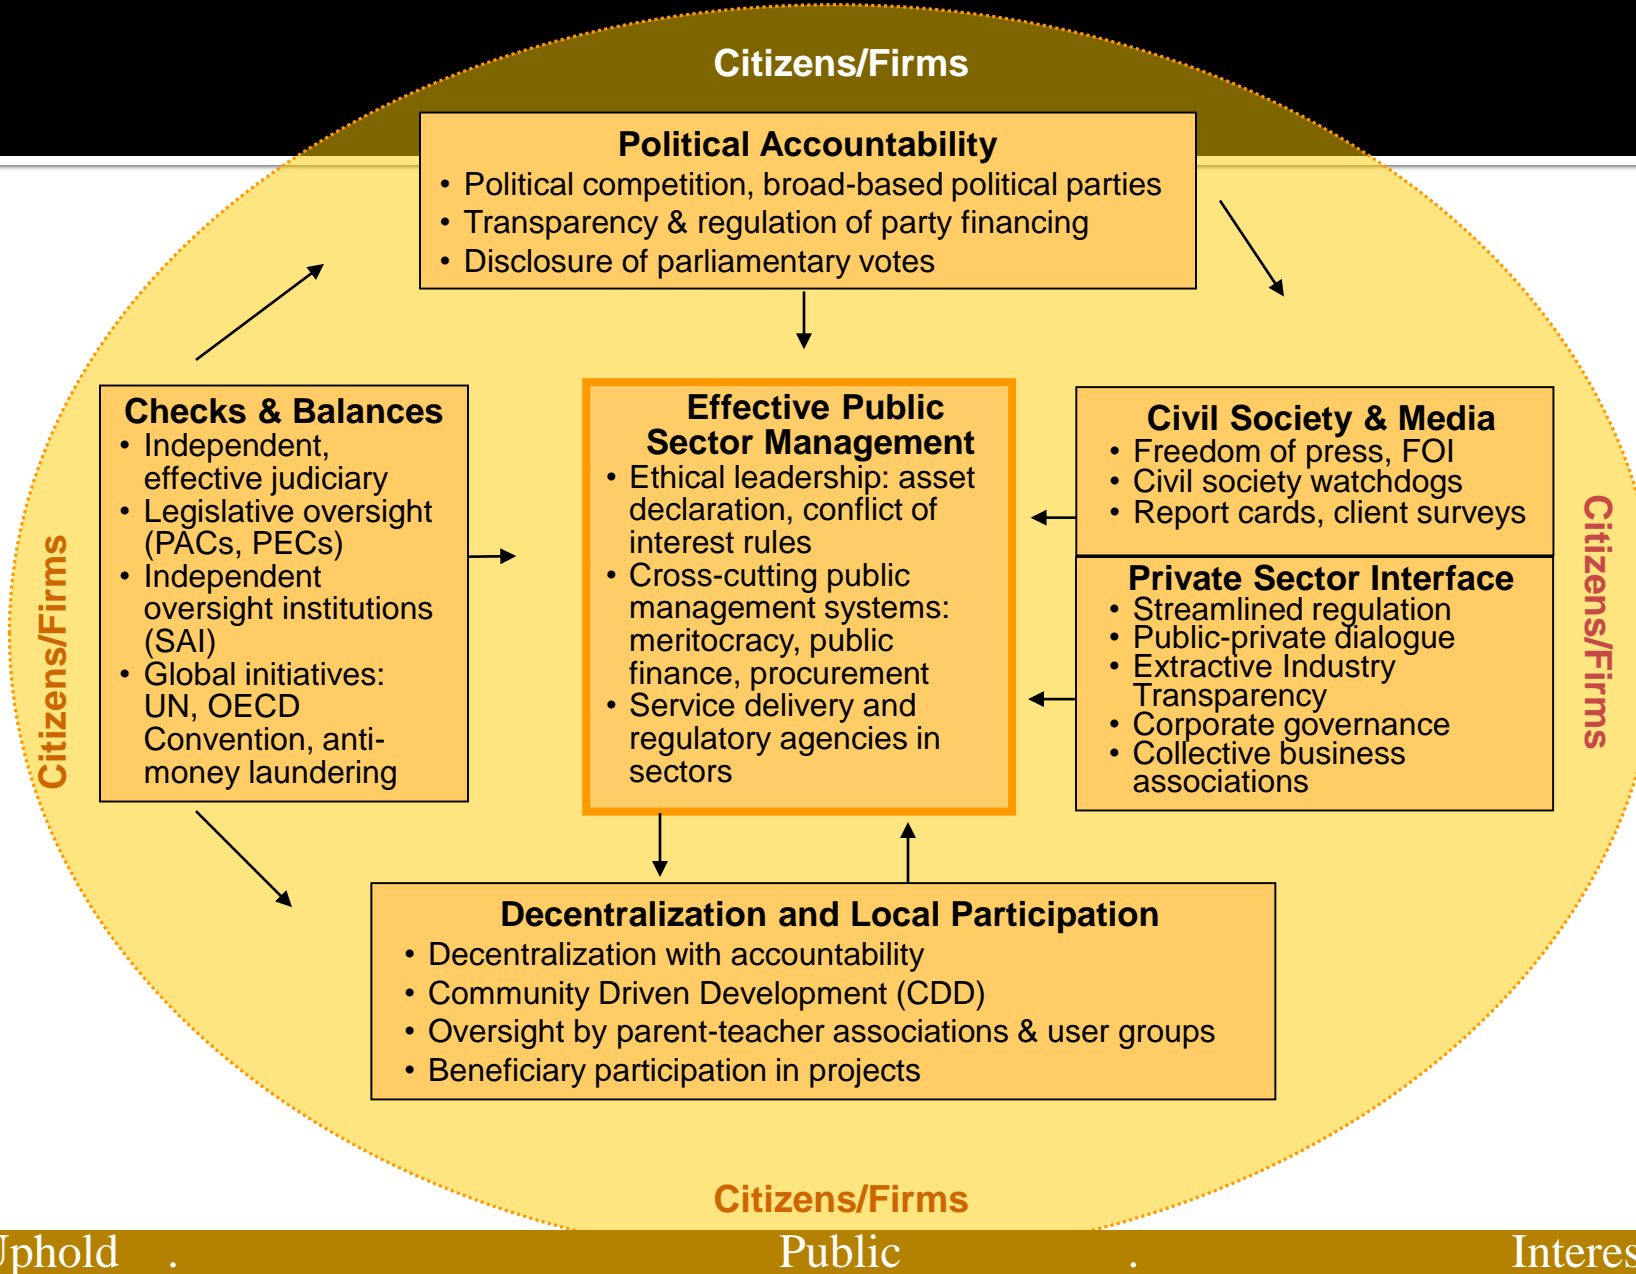 Citizens/Firms
Political Accountability
• Political competition, broad-based political parties
• Transparency & regulation of party financing
• Disclosure of parliamentary votes
Checks & Balances
• Independent,
effective judiciary
• Legislative oversight
(PACs, PECs)
• Independent
oversight institutions
(SAI)
• Global initiatives:
UN, OECD
Convention, anti-
money laundering
Effective Public
Sector Management
• Ethical leadership: asset
declaration, conflict of
interest rules
• Cross-cutting public
management systems:
meritocracy, public
finance, procurement
• Service delivery and
regulatory agencies in
sectors
Civil Society & Media
• Freedom of press, FOI
• Civil society watchdogs
• Report cards, client surveys
Private Sector Interface
• Streamlined regulation
• Public-private dialogue
• Extractive Industry
Transparency
• Corporate governance
• Collective business
associations
Citizens/Firms
Citizens/Firms
Decentralization and Local Participation
• Decentralization with accountability
• Community Driven Development (CDD)
• Oversight by parent-teacher associations & user groups
• Beneficiary participation in projects
Citizens/Firms
Uphold . Public . Interes